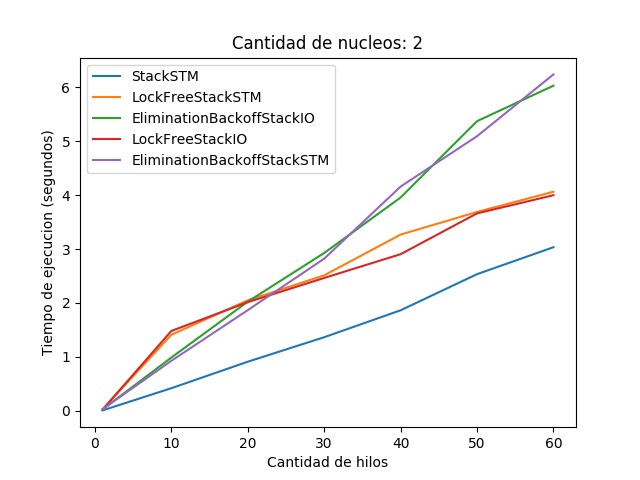 Cantidad de nucleos: 2
StackSTM
LockFreeStackSTM
EliminationBackoffStackIO
LockFreeStackIO
EliminationBackoffStackSTM
Tiempo de ejecucion (segundos)
6
5
4
3
2
1
0
0 10 20 30 40 50 60
Cantidad de hilos